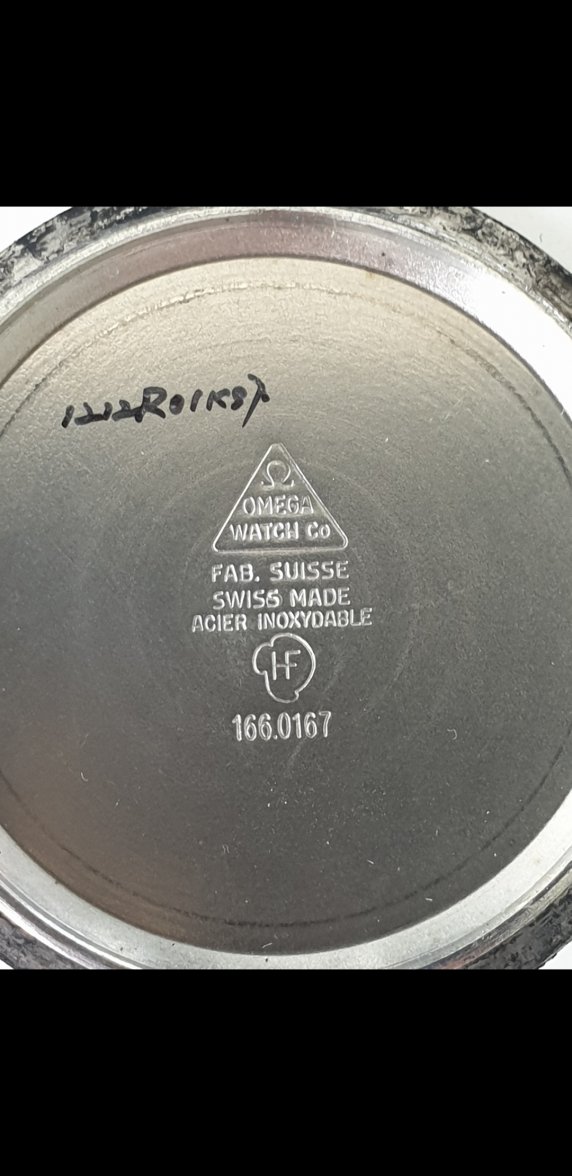 Ω
OMEGA
WATCH Co
FAB. SUISSE
SWISS MADE
ACIER INOXYDABLE
HF
166.0167